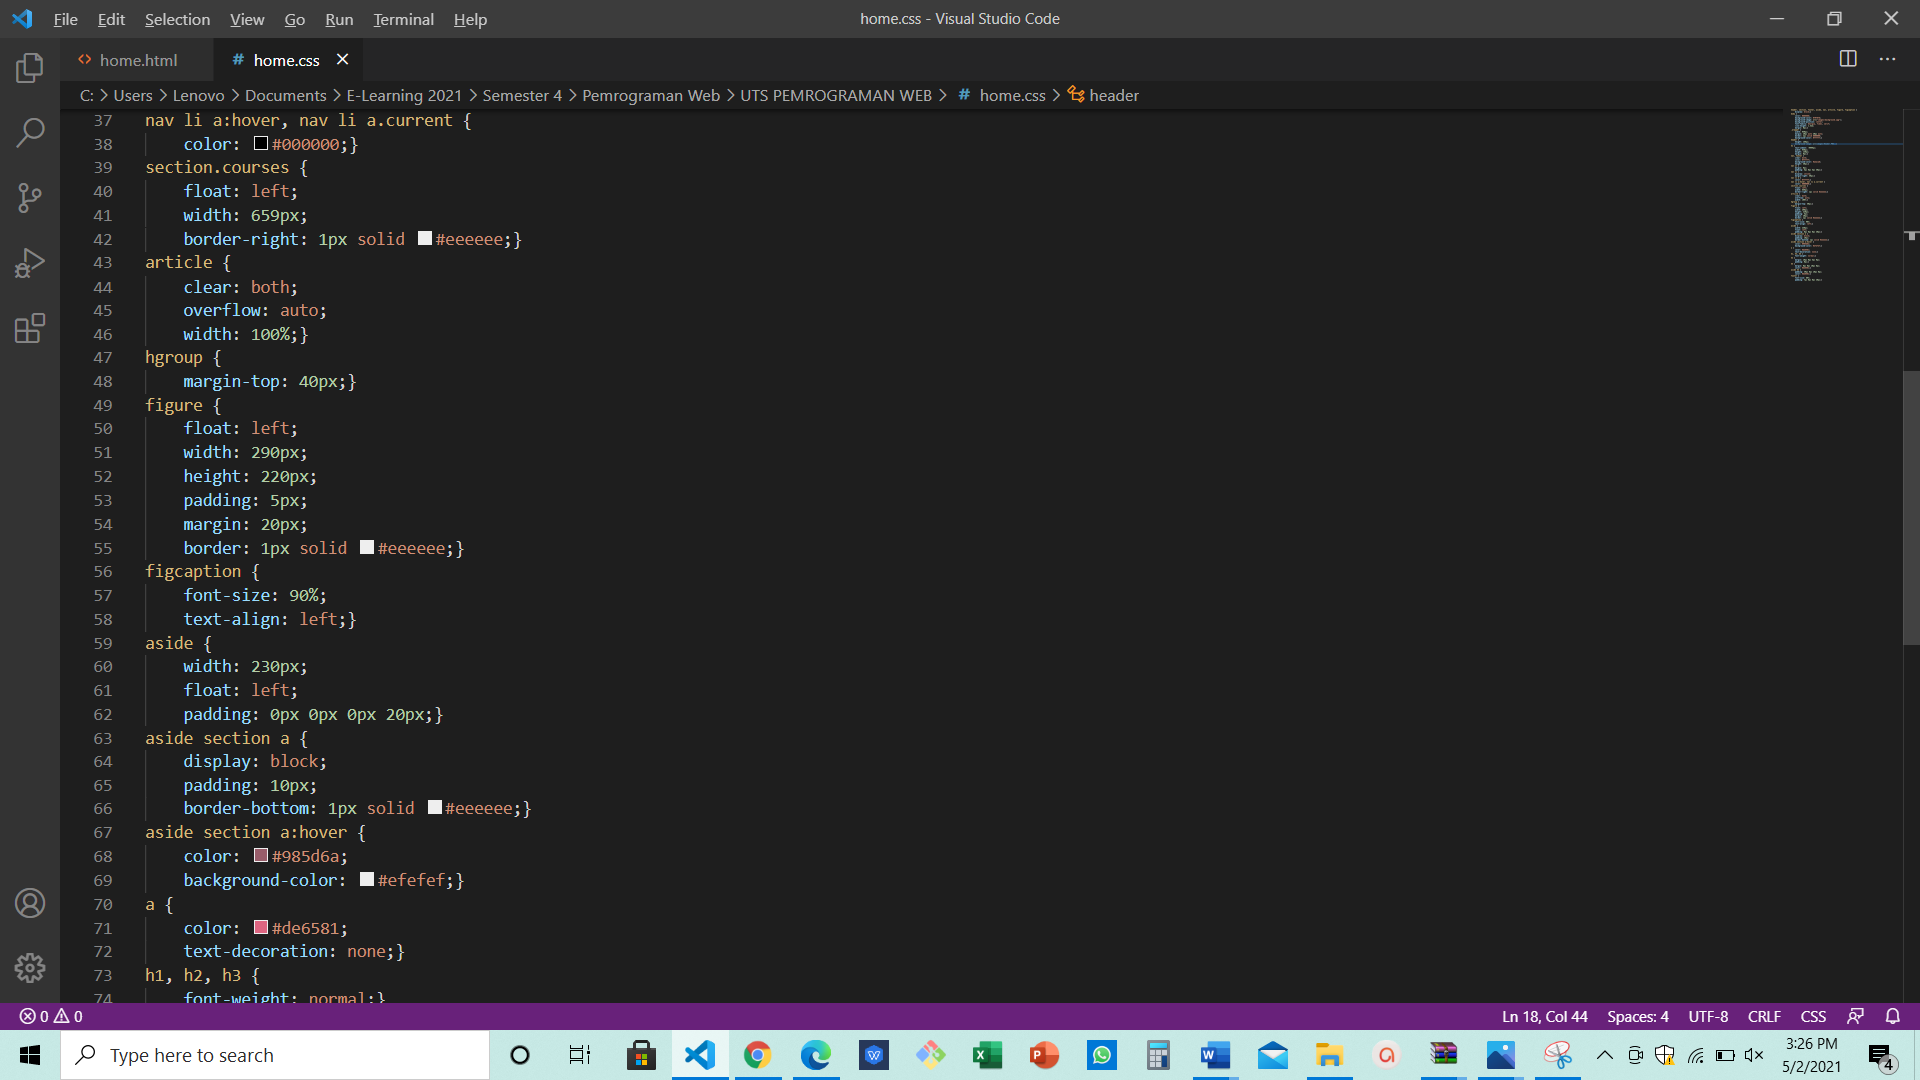 File Edit Selection View Go Run Terminal Help
home.css - Visual Studio Code
home.html
home.css
C: > Users > Lenovo > Documents > E-Learning 2021 > Semester 4 > Pemrograman Web > UTS PEMROGRAMAN WEB > # home.css > header
37 nav li a:hover, nav li a.current {
38 color: #000000;}
39 section.courses {
40 float: left;
41 width: 659px;
42 border-right: 1px solid #eeeeee;}
43 article {
44 clear: both;
45 overflow: auto;
46 width: 100%;}
47 hgroup {
48 margin-top: 40px;}
49 figure {
50 float: left;
51 width: 290px;
52 height: 220px;
53 padding: 5px;
54 margin: 20px;
55 border: 1px solid #eeeeee;}
56 figcaption {
57 font-size: 90%;
58 text-align: left;}
59 aside {
60 width: 230px;
61 float: left;
62 padding: 0px 0px 0px 20px;}
63 aside section a {
64 display: block;
65 padding: 10px;
66 border-bottom: 1px solid #eeeeee;}
67 aside section a:hover {
68 color: #985d6a;
69 background-color: #efefef;}
70 a {
71 color: #de6581;
72 text-decoration: none;}
73 h1, h2, h3 {
74 font-weight: normal;}
0 0
Ln 18, Col 44 Spaces: 4 UTF-8 CRLF CSS
Type here to search
3:26 PM
5/2/2021
4